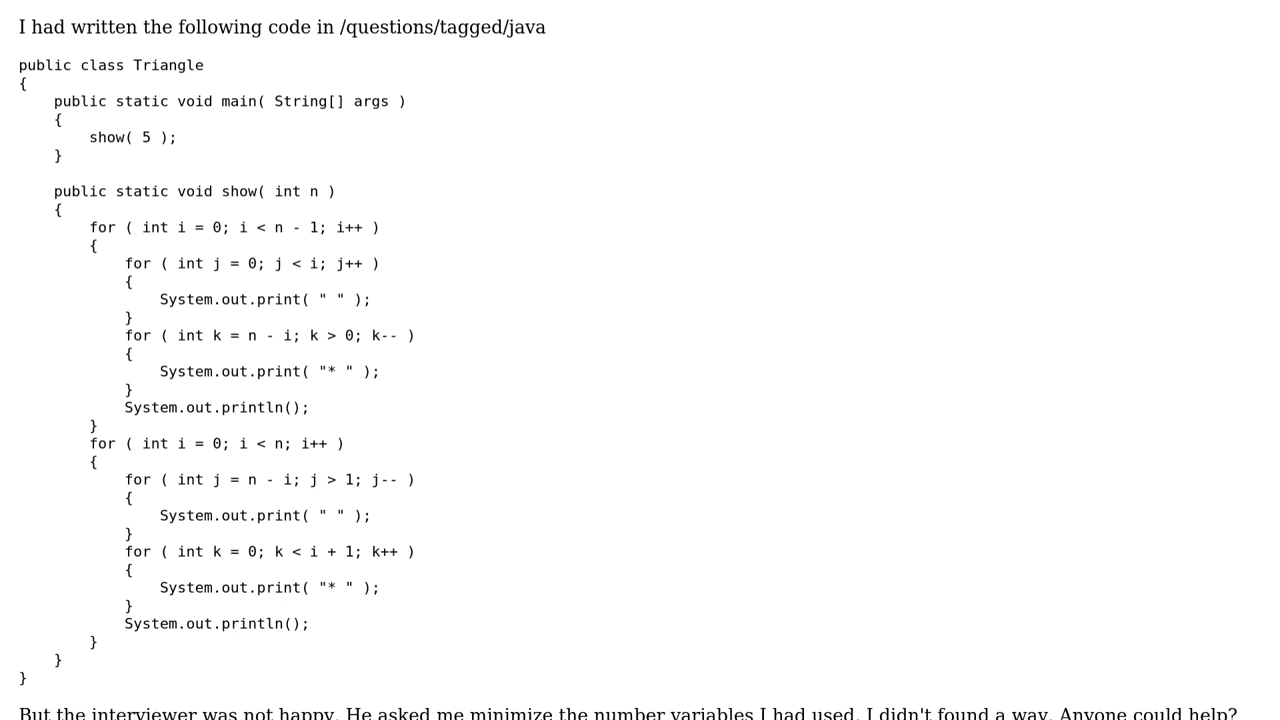 I had written the following code in /questions/tagged/java
public class Triangle
{
    public static void main( String[] args )
    {
        show( 5 );
    }

    public static void show( int n )
    {
        for ( int i = 0; i < n - 1; i++ )
        {
            for ( int j = 0; j < i; j++ )
            {
                System.out.print( " " );
            }
            for ( int k = n - i; k > 0; k-- )
            {
                System.out.print( "* " );
            }
            System.out.println();
        }
        for ( int i = 0; i < n; i++ )
        {
            for ( int j = n - i; j > 1; j-- )
            {
                System.out.print( " " );
            }
            for ( int k = 0; k < i + 1; k++ )
            {
                System.out.print( "* " );
            }
            System.out.println();
        }
    }
}
But the interviewer was not happy. He asked me minimize the number variables I had used. I didn't found a way. Anyone could help?